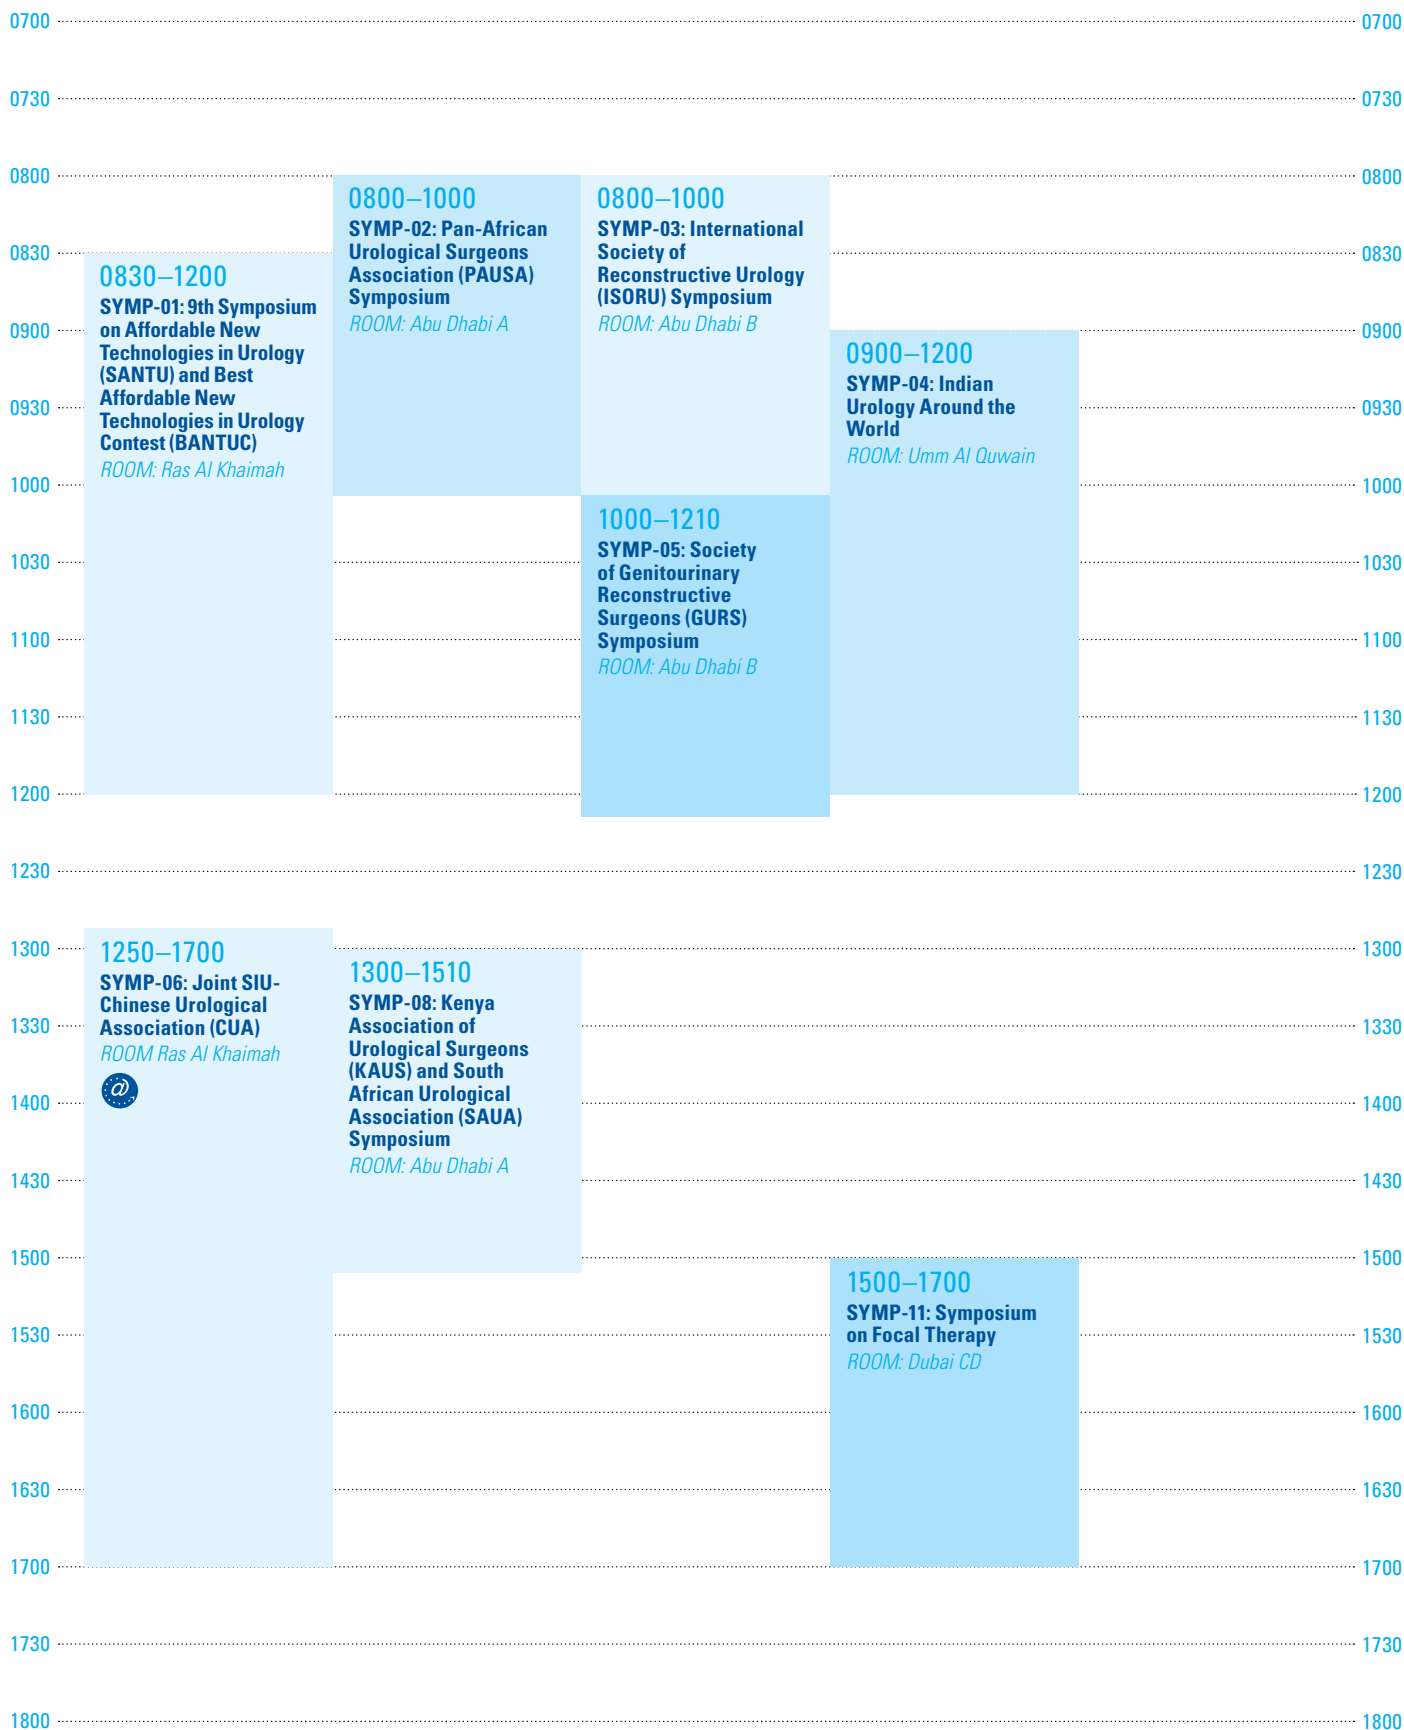 0700 0700
0730 0730
0800 0800
0800–1000
SYMP-02: Pan-African
Urological Surgeons
Association (PAUSA)
Symposium
ROOM: Abu Dhabi A
0800–1000
SYMP-03: International
Society of
Reconstructive Urology
(ISORU) Symposium
ROOM: Abu Dhabi B
0830 0830
0830–1200
SYMP-01: 9th Symposium
on Affordable New
Technologies in Urology
(SANTU) and Best
Affordable New
Technologies in Urology
Contest (BANTUC)
ROOM: Ras Al Khaimah
0900 0900
0900–1200
SYMP-04: Indian
Urology Around the
World
ROOM: Umm Al Quwain
0930 0930
1000 1000
1000–1210
SYMP-05: Society
of Genitourinary
Reconstructive
Surgeons (GURS)
Symposium
ROOM: Abu Dhabi B
1030 1030
1100 1100
1130 1130
1200 1200
1230 1230
1250–1700
SYMP-06: Joint SIU-
Chinese Urological
Association (CUA)
ROOM Ras Al Khaimah
@
1300 1300
1300–1510
SYMP-08: Kenya
Association of
Urological Surgeons
(KAUS) and South
African Urological
Association (SAUA)
Symposium
ROOM: Abu Dhabi A
1330 1330
1400 1400
1430 1430
1500 1500
1500–1700
SYMP-11: Symposium
on Focal Therapy
ROOM: Dubai CD
1530 1530
1600 1600
1630 1630
1700 1700
1730 1730
1800 1800